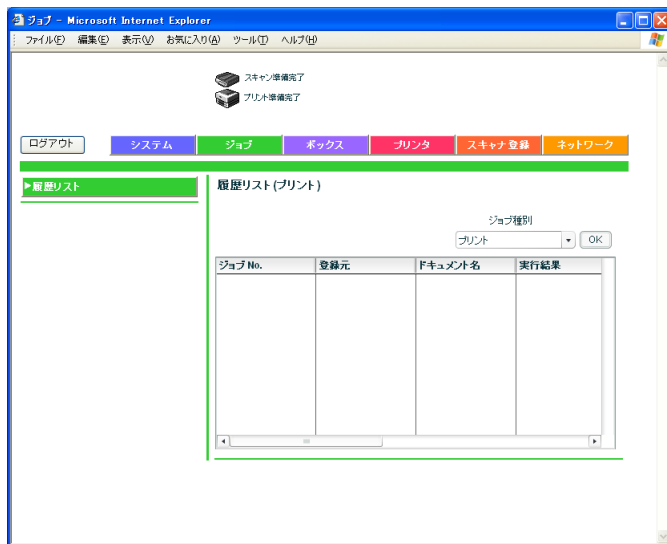 ジョブ - Microsoft Internet Explorer
ファイル(F) 編集(E) 表示(V) お気に入り(A) ツール(T) ヘルプ(H)
スキャン準備完了
プリント準備完了
ログアウト システム ジョブ ボックス プリンタ スキャナ登録 ネットワーク
▶履歴リスト
履歴リスト(プリント)
ジョブ種別
プリント OK
ジョブ No. 登録元 ドキュメント名 実行結果